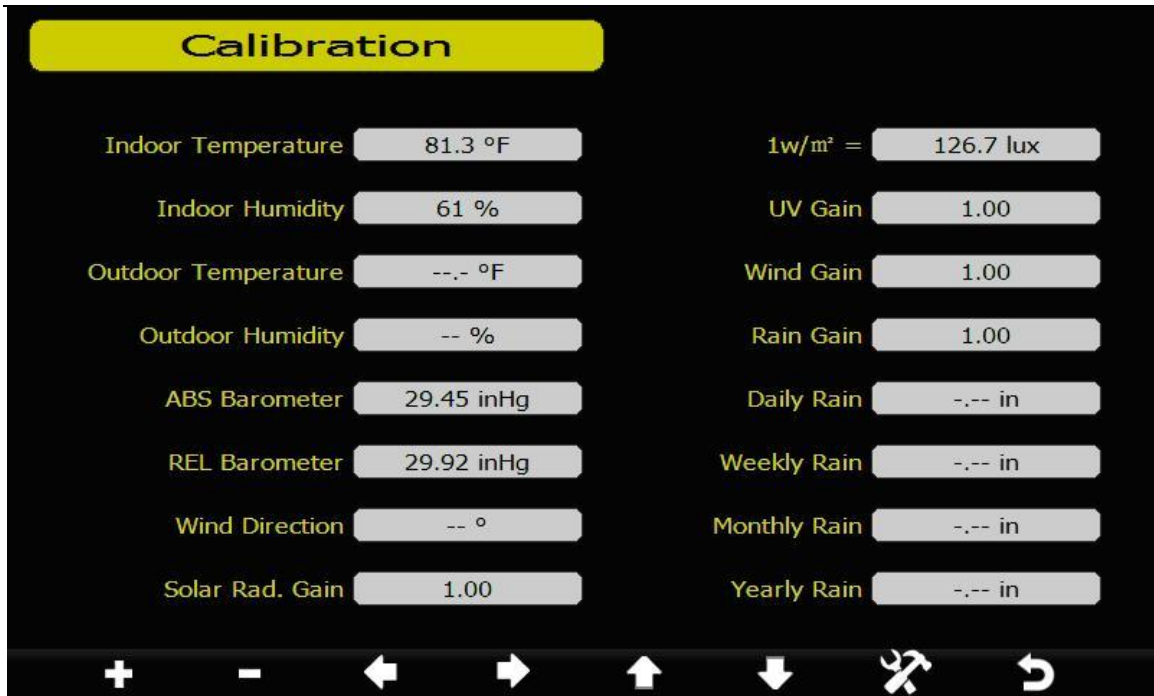 Calibration
Indoor Temperature 81.3 °F
Indoor Humidity 61 %
Outdoor Temperature --.- °F
Outdoor Humidity -- %
ABS Barometer 29.45 inHg
REL Barometer 29.92 inHg
Wind Direction -- °
Solar Rad. Gain 1.00
1w/㎡ = 126.7 lux
UV Gain 1.00
Wind Gain 1.00
Rain Gain 1.00
Daily Rain -.-- in
Weekly Rain -.-- in
Monthly Rain -.-- in
Yearly Rain -.-- in